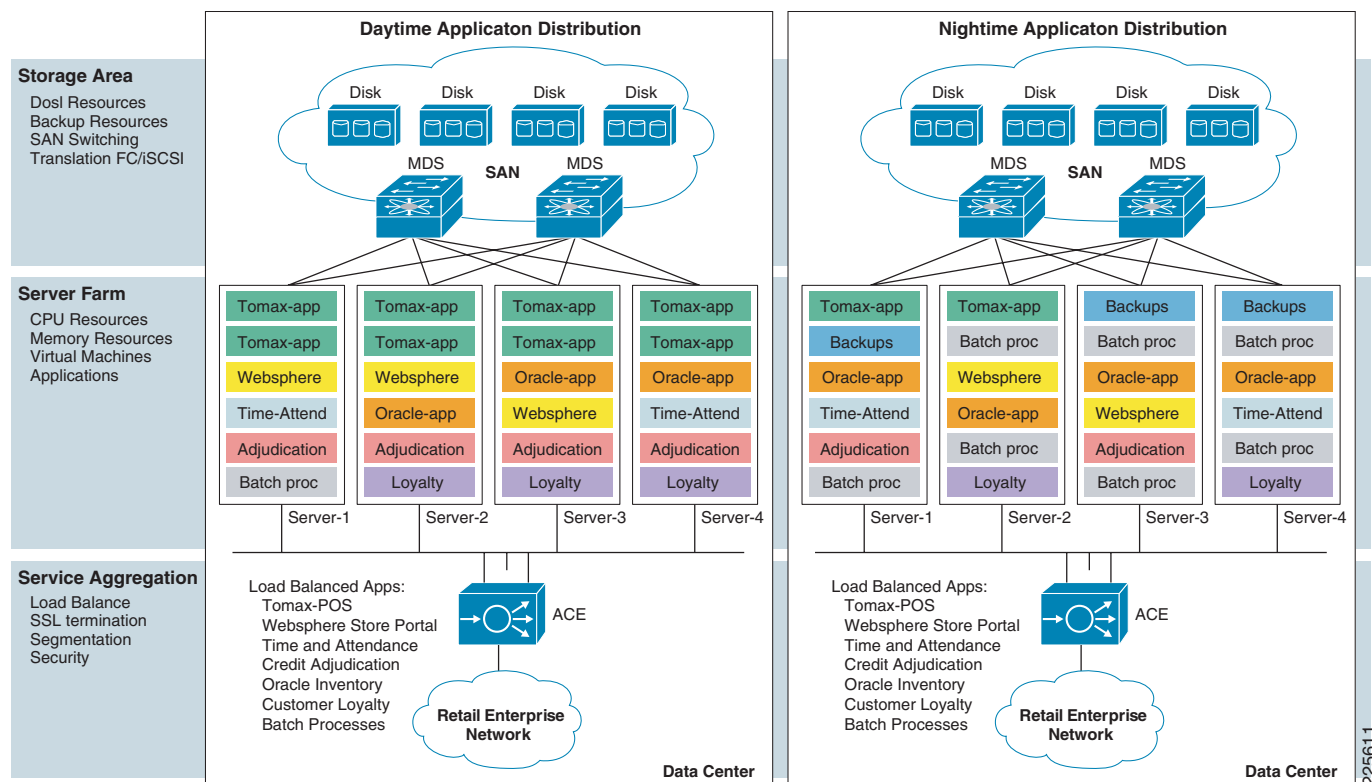 Daytime Applicaton Distribution
Nightime Applicaton Distribution
Storage Area
Dosl Resources
Backup Resources
SAN Switching
Translation FC/iSCSI
Disk
Disk
Disk
Disk
MDS
SAN
MDS
Disk
Disk
Disk
Disk
MDS
SAN
MDS
Server Farm
CPU Resources
Memory Resources
Virtual Machines
Applications
Tomax-app
Tomax-app
Websphere
Time-Attend
Adjudication
Batch proc
Server-1
Tomax-app
Tomax-app
Websphere
Oracle-app
Adjudication
Loyalty
Server-2
Tomax-app
Tomax-app
Oracle-app
Websphere
Adjudication
Loyalty
Server-3
Tomax-app
Tomax-app
Oracle-app
Time-Attend
Adjudication
Loyalty
Server-4
Tomax-app
Backups
Oracle-app
Time-Attend
Adjudication
Batch proc
Server-1
Tomax-app
Batch proc
Websphere
Oracle-app
Batch proc
Loyalty
Server-2
Backups
Batch proc
Oracle-app
Websphere
Adjudication
Batch proc
Server-3
Backups
Batch proc
Oracle-app
Time-Attend
Batch proc
Loyalty
Server-4
Service Aggregation
Load Balance
SSL termination
Segmentation
Security
Load Balanced Apps:
Tomax-POS
Websphere Store Portal
Time and Attendance
Credit Adjudication
Oracle Inventory
Customer Loyalty
Batch Processes
ACE
Retail Enterprise
Network
Data Center
Load Balanced Apps:
Tomax-POS
Websphere Store Portal
Time and Attendance
Credit Adjudication
Oracle Inventory
Customer Loyalty
Batch Processes
ACE
Retail Enterprise
Network
Data Center
225611